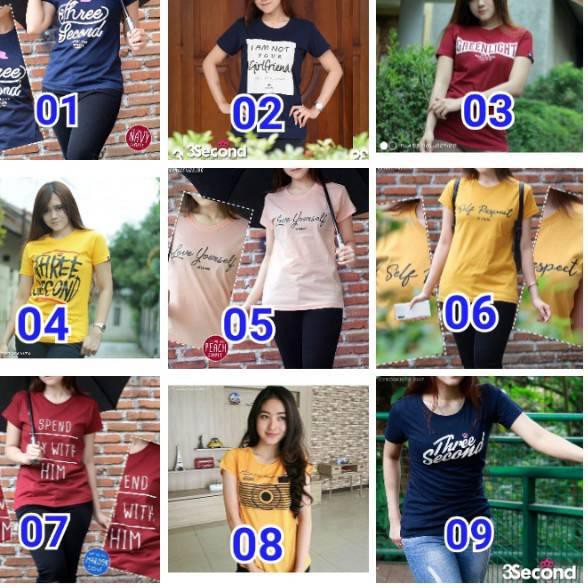 Three
Second
NAVY
01
I AM NOT
YOUR
Girlfriend
02
3Second
GREENLIGHT
03
THREE
SECOND
04
Love Yourself
Love Yourself
PEACH
05
Self Respect
Self
spect
06
SPEND
WITH
HIM
END
WITH
HIM
MAROON
07
08
Three
Second
09
3Second